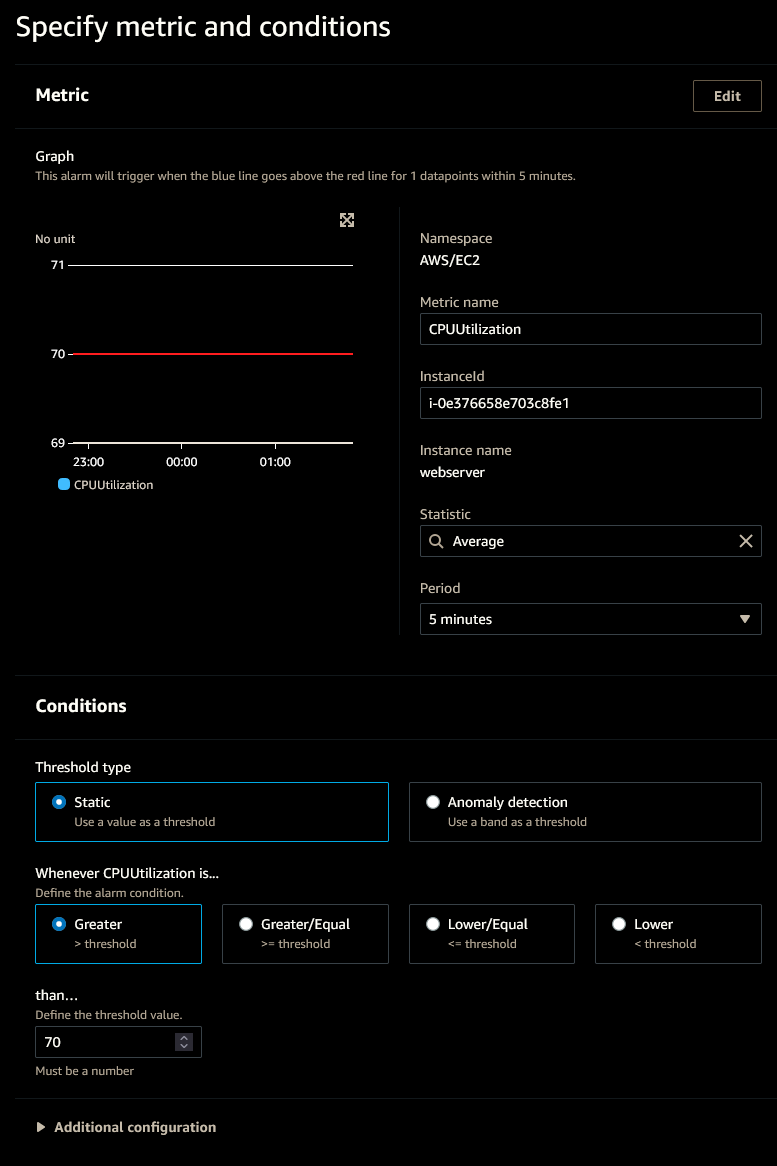 Specify metric and conditions
Metric
Edit
Graph
This alarm will trigger when the blue line goes above the red line for 1 datapoints within 5 minutes.
No unit
71
70
69
23:00 00:00 01:00
CPUUtilization
Namespace
AWS/EC2
Metric name
CPUUtilization
InstanceId
i-0e376658e703c8fe1
Instance name
webserver
Statistic
Average
Period
5 minutes
Conditions
Threshold type
Static
Use a value as a threshold
Anomaly detection
Use a band as a threshold
Whenever CPUUtilization is...
Define the alarm condition.
Greater
> threshold
Greater/Equal
>= threshold
Lower/Equal
<= threshold
Lower
< threshold
than...
Define the threshold value.
70
Must be a number
Additional configuration